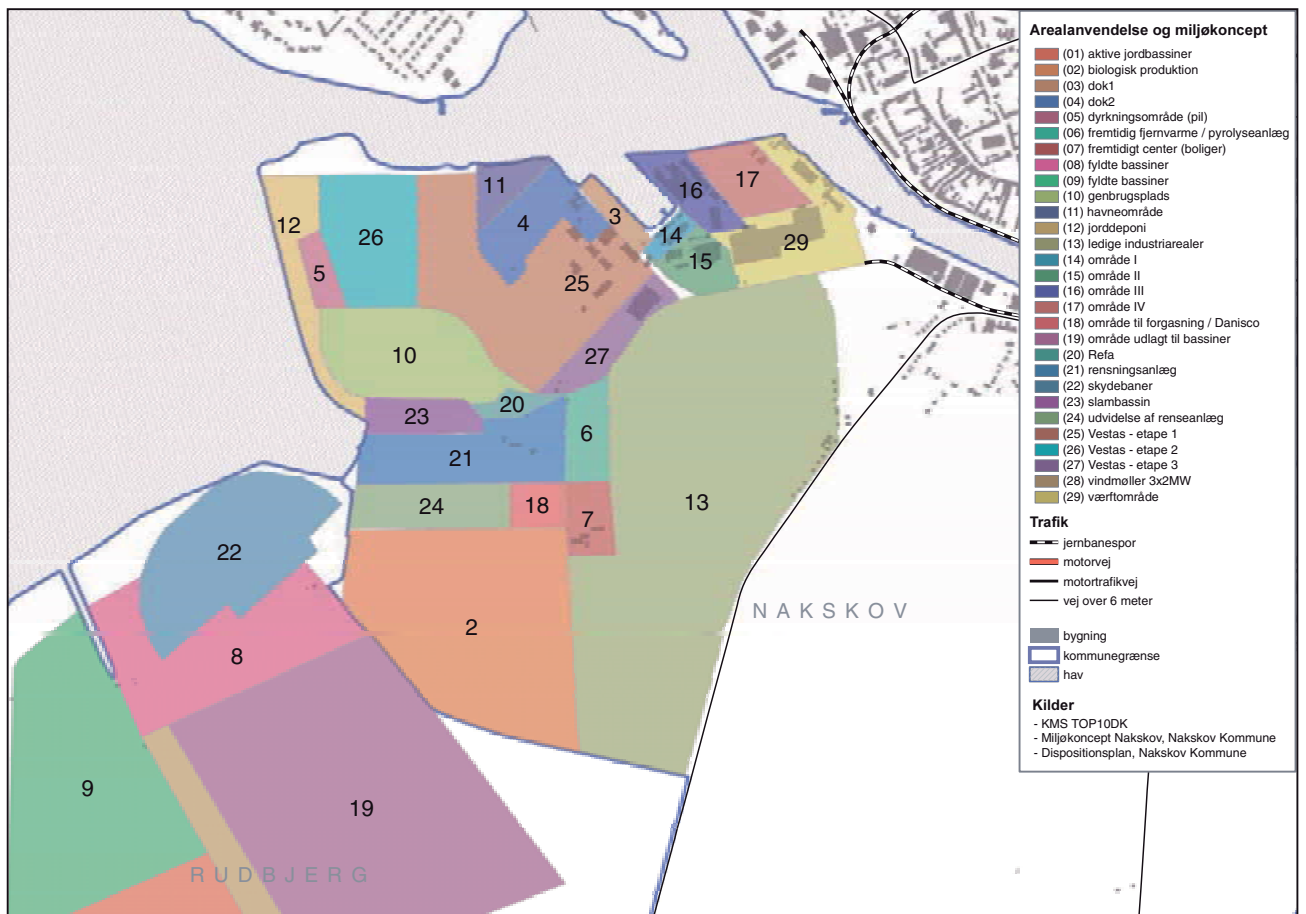 Arealanvendelse og miljøkoncept
(01) aktive jordbassiner
(02) biologisk produktion
(03) dok1
(04) dok2
(05) dyrkningsområde (pil)
(06) fremtidig fjernvarme / pyrolyseanlæg
(07) fremtidigt center (boliger)
(08) fyldte bassiner
(09) fyldte bassiner
(10) genbrugsplads
(11) havneområde
(12) jorddeponi
(13) ledige industriarealer
(14) område I
(15) område II
(16) område III
(17) område IV
(18) område til forgasning / Danisco
(19) område udlagt til bassiner
(20) Refa
(21) rensningsanlæg
(22) skydebaner
(23) slambassin
(24) udvidelse af renseanlæg
(25) Vestas - etape 1
(26) Vestas - etape 2
(27) Vestas - etape 3
(28) vindmøller 3x2MW
(29) værftområde
Trafik
jernbanespor
motorvej
motortrafikvej
vej over 6 meter
bygning
kommunegrænse
hav
Kilder
- KMS TOP10DK
- Miljøkoncept Nakskov, Nakskov Kommune
- Dispositionsplan, Nakskov Kommune
11
16
17
12
26
4
3
14
29
5
15
25
10
27
20
23
6
21
24
18
7
13
22
2
NAKSKOV
8
9
19
RUDBJERG